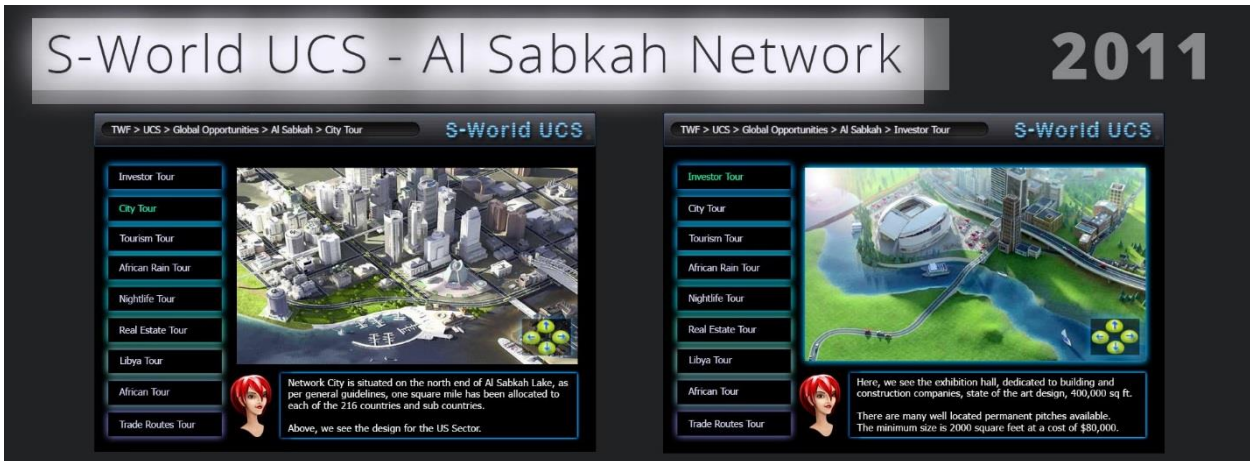 S-World UCS - Al Sabkah Network
2011
TWF > UCS > Global Opportunities > Al Sabkah > City Tour
S-World UCS
Investor Tour
City Tour
Tourism Tour
African Rain Tour
Nightlife Tour
Real Estate Tour
Libya Tour
African Tour
Trade Routes Tour
Network City is situated on the north end of Al Sabkah Lake, as
per general guidelines, one square mile has been allocated to
each of the 216 countries and sub countries.
Above, we see the design for the US Sector.
TWF > UCS > Global Opportunities > Al Sabkah > Investor Tour
S-World UCS
Investor Tour
City Tour
Tourism Tour
African Rain Tour
Nightlife Tour
Real Estate Tour
Libya Tour
African Tour
Trade Routes Tour
Here, we see the exhibition hall, dedicated to building and
construction companies, state of the art design, 400,000 sq ft.
There are many well located permanent pitches available.
The minimum size is 2000 square feet at a cost of $80,000.